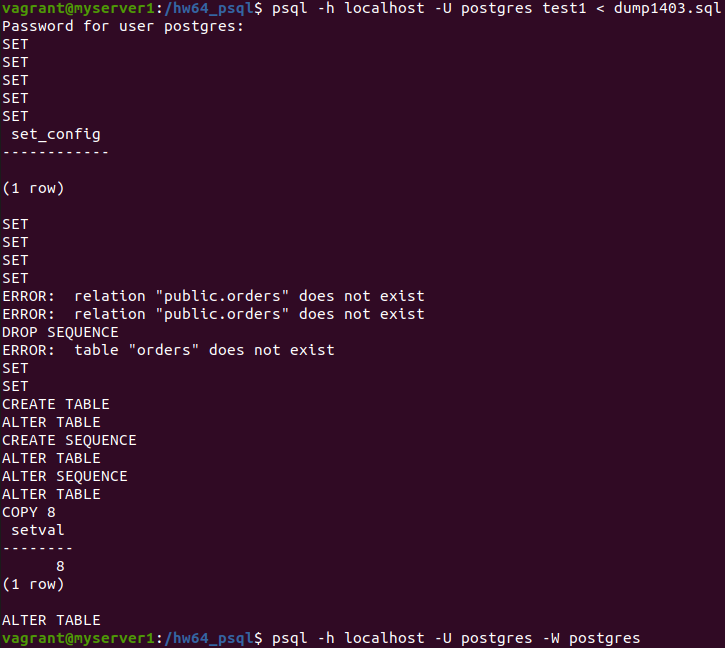 vagrant@myserver1:/hw64_psql$ psql -h localhost -U postgres test1 < dump1403.sql
Password for user postgres:
SET
SET
SET
SET
SET
 set_config
------------

(1 row)

SET
SET
SET
SET
ERROR:  relation "public.orders" does not exist
ERROR:  relation "public.orders" does not exist
DROP SEQUENCE
ERROR:  table "orders" does not exist
SET
SET
CREATE TABLE
ALTER TABLE
CREATE SEQUENCE
ALTER TABLE
ALTER SEQUENCE
ALTER TABLE
COPY 8
 setval
--------
      8
(1 row)

ALTER TABLE
vagrant@myserver1:/hw64_psql$ psql -h localhost -U postgres -W postgres